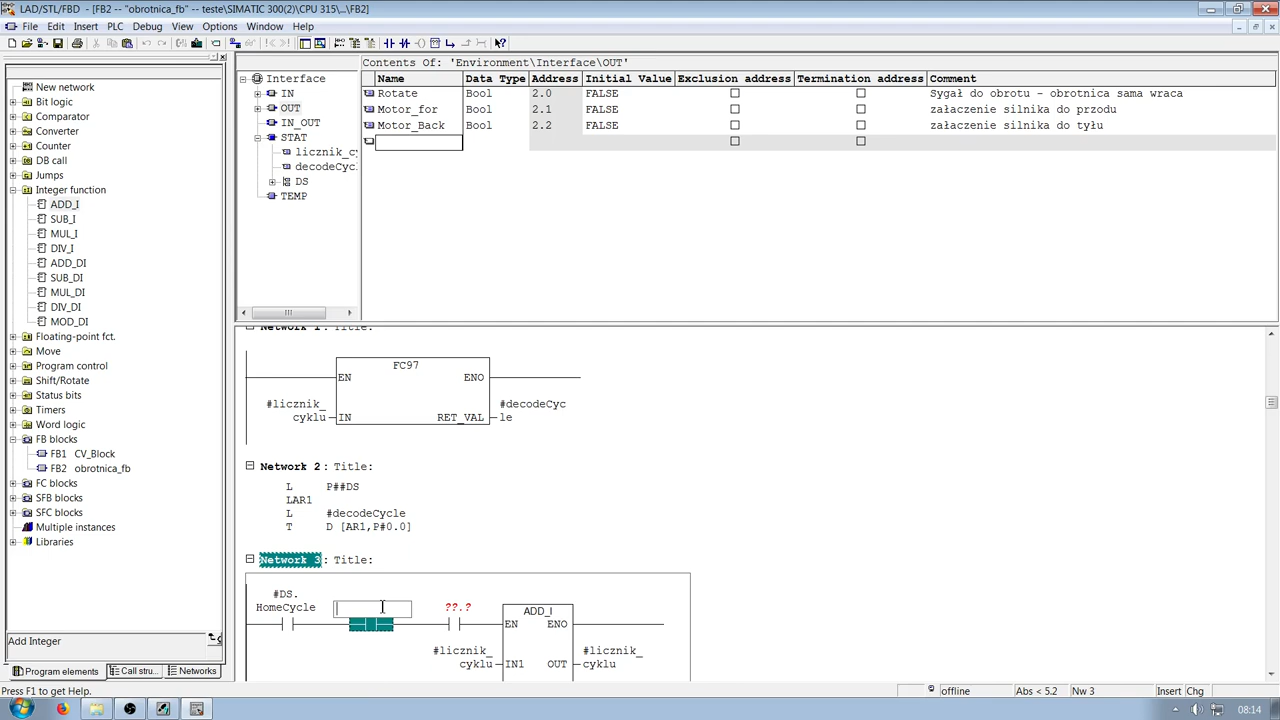 LAD/STL/FBD - [FB2 -- "obrotnica_fb" -- teste\SIMATIC 300(2)\CPU 315\...\FB2]
File Edit Insert PLC Debug View Options Window Help
New network
Bit logic
Comparator
Converter
Counter
DB call
Jumps
Integer function
ADD_I
SUB_I
MUL_I
DIV_I
ADD_DI
SUB_DI
MUL_DI
DIV_DI
MOD_DI
Floating-point fct.
Move
Program control
Shift/Rotate
Status bits
Timers
Word logic
FB blocks
FB1 CV_Block
FB2 obrotnica_fb
FC blocks
SFB blocks
SFC blocks
Multiple instances
Libraries
Add Integer
Program elements Call stru... Networks
Interface
IN
OUT
IN_OUT
STAT
licznik_cy
decodeCycl
DS
TEMP
Contents Of: 'Environment\Interface\OUT'
Name Data Type Address Initial Value Exclusion address Termination address Comment
Rotate Bool 2.0 FALSE Sygał do obrotu - obrotnica sama wraca
Motor_for Bool 2.1 FALSE załaczenie silnika do przodu
Motor_Back Bool 2.2 FALSE załaczenie silnika do tyłu
Network 1: Title:
FC97
EN ENO
#licznik_ #decodeCyc
cyklu IN RET_VAL le
Network 2: Title:
L P##DS
LAR1
L #decodeCycle
T D [AR1,P#0.0]
Network 3: Title:
#DS.
HomeCycle ??.? ADD_I
EN ENO
#licznik_ #licznik_
cyklu IN1 OUT cyklu
Press F1 to get Help. offline Abs < 5.2 Nw 3 Insert Chg
08:14